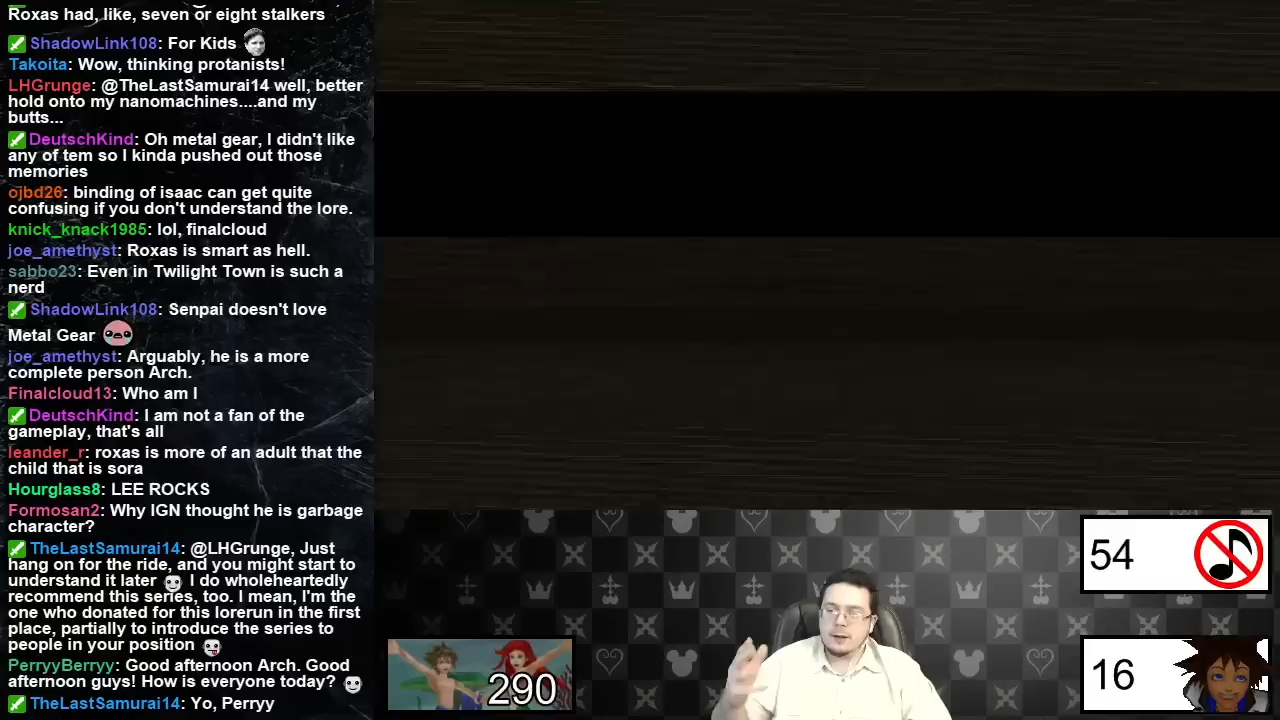 Roxas had, like, seven or eight stalkers
ShadowLink108: For Kids
Takoita: Wow, thinking protanists!
LHGrunge: @TheLastSamurai14 well, better
hold onto my nanomachines....and my
butts...
DeutschKind: Oh metal gear, I didn't like
any of tem so I kinda pushed out those
memories
ojbd26: binding of isaac can get quite
confusing if you don't understand the lore.
knick_knack1985: lol, finalcloud
joe_amethyst: Roxas is smart as hell.
sabbo23: Even in Twilight Town is such a
nerd
ShadowLink108: Senpai doesn't love
Metal Gear
joe_amethyst: Arguably, he is a more
complete person Arch.
Finalcloud13: Who am I
DeutschKind: I am not a fan of the
gameplay, that's all
leander_r: roxas is more of an adult that the
child that is sora
Hourglass8: LEE ROCKS
Formosan2: Why IGN thought he is garbage
character?
TheLastSamurai14: @LHGrunge, Just
hang on for the ride, and you might start to
understand it later I do wholeheartedly
recommend this series, too. I mean, I'm the
one who donated for this lorerun in the first
place, partially to introduce the series to
people in your position
PerryyBerryy: Good afternoon Arch. Good
afternoon guys! How is everyone today?
TheLastSamurai14: Yo, Perryy
54
290
16